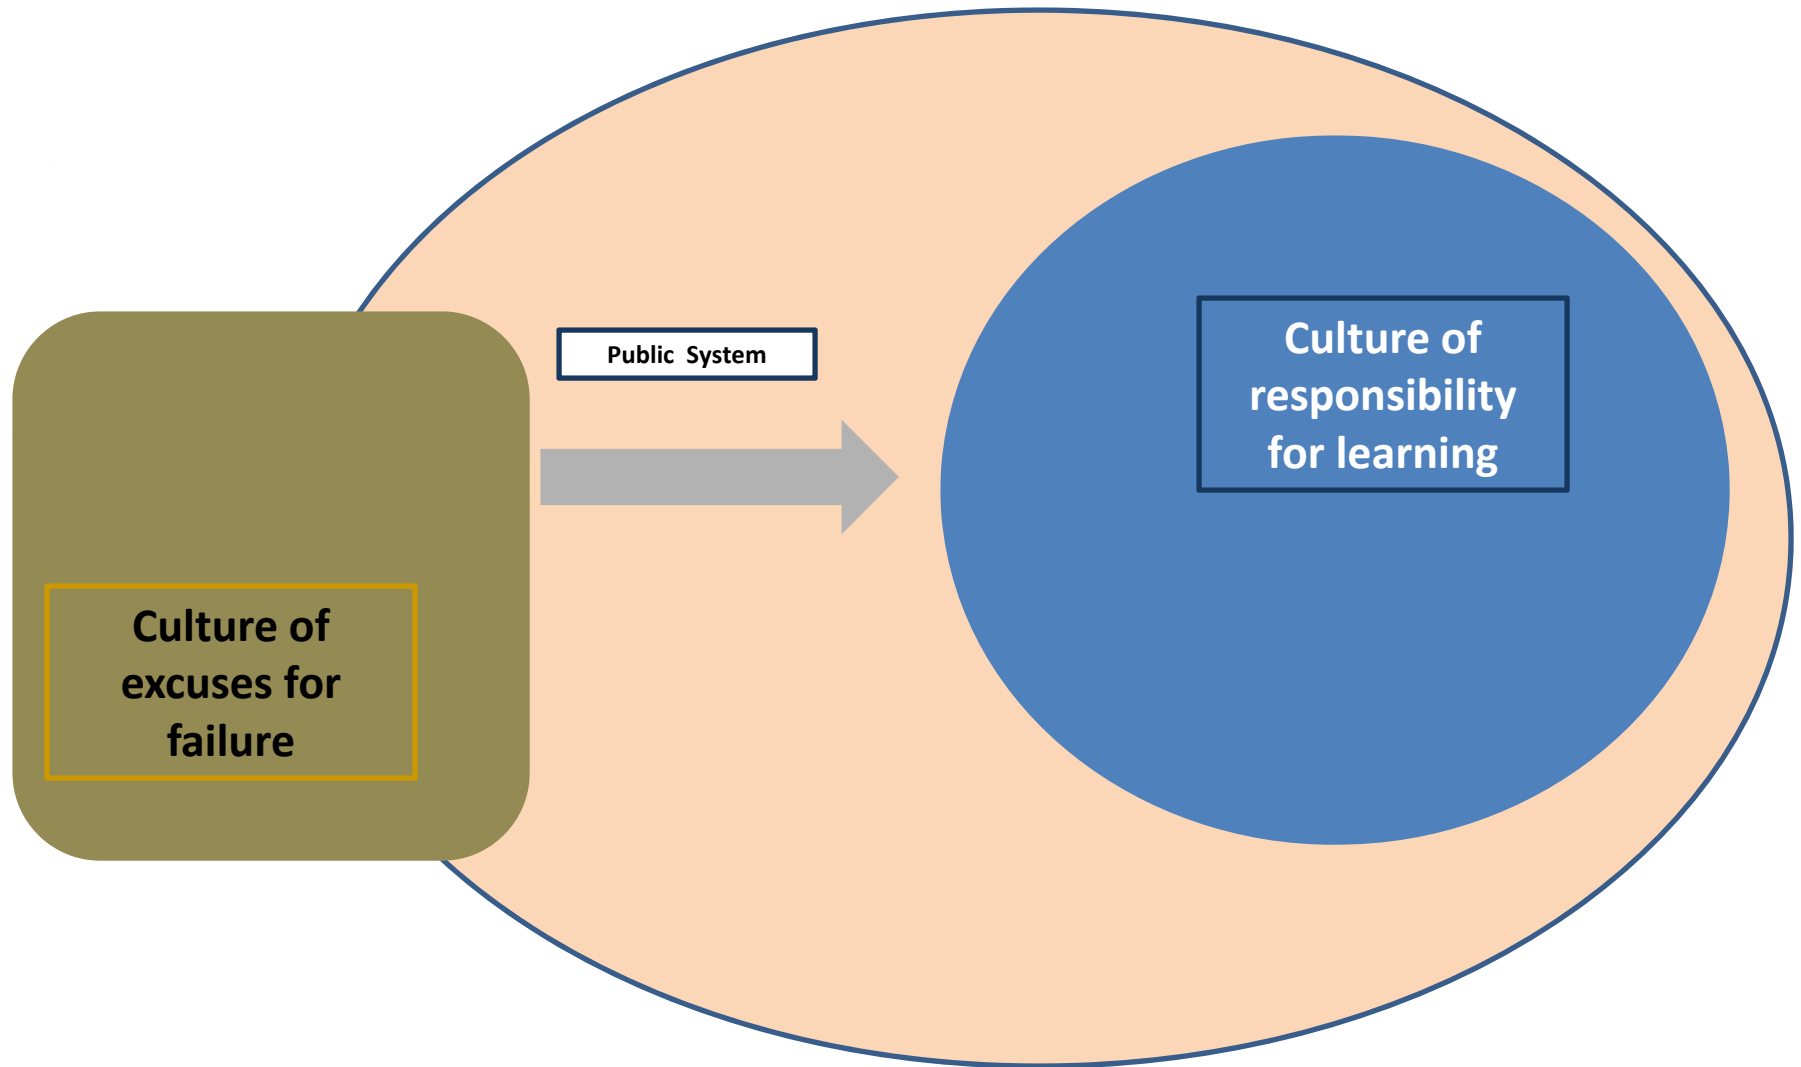 Public System
Culture of
responsibility
for learning
Culture of
excuses for
failure